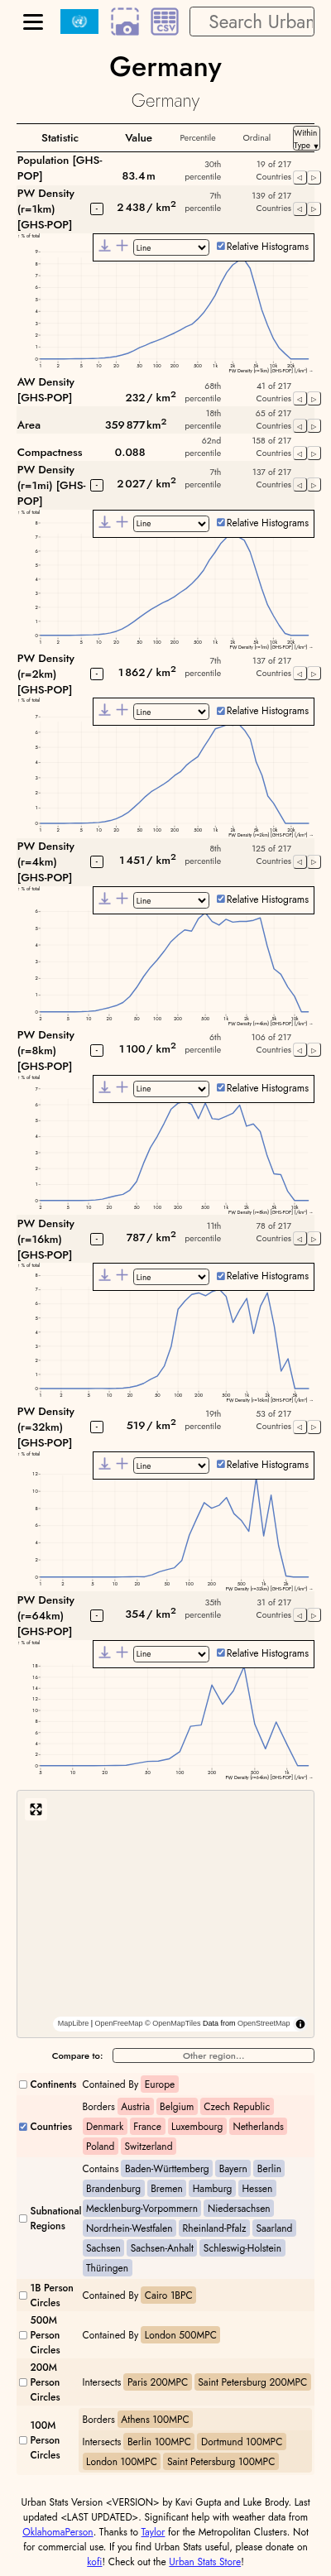 CSV
Search Urban
Germany
Germany
Statistic Value Percentile Ordinal Within Type ▼
Population [GHS-POP] 83.4 m 30th percentile 19 of 217 Countries ◁ ▷
PW Density (r=1km) [GHS-POP] - 2 438 / km² 7th percentile 139 of 217 Countries ◁ ▷
Line Relative Histograms
AW Density [GHS-POP] 232 / km² 68th percentile 41 of 217 Countries ◁ ▷
Area 359 877 km² 18th percentile 65 of 217 Countries ◁ ▷
Compactness 0.088 62nd percentile 158 of 217 Countries ◁ ▷
PW Density (r=1mi) [GHS-POP] - 2 027 / km² 7th percentile 137 of 217 Countries ◁ ▷
Line Relative Histograms
PW Density (r=2km) [GHS-POP] - 1 862 / km² 7th percentile 137 of 217 Countries ◁ ▷
Line Relative Histograms
PW Density (r=4km) [GHS-POP] - 1 451 / km² 8th percentile 125 of 217 Countries ◁ ▷
Line Relative Histograms
PW Density (r=8km) [GHS-POP] - 1 100 / km² 6th percentile 106 of 217 Countries ◁ ▷
Line Relative Histograms
PW Density (r=16km) [GHS-POP] - 787 / km² 11th percentile 78 of 217 Countries ◁ ▷
Line Relative Histograms
PW Density (r=32km) [GHS-POP] - 519 / km² 19th percentile 53 of 217 Countries ◁ ▷
Line Relative Histograms
PW Density (r=64km) [GHS-POP] - 354 / km² 35th percentile 31 of 217 Countries ◁ ▷
Line Relative Histograms
MapLibre | OpenFreeMap © OpenMapTiles Data from OpenStreetMap
Compare to: Other region...
Continents Contained By Europe
Countries Borders Austria Belgium Czech Republic
Denmark France Luxembourg Netherlands
Poland Switzerland
Subnational Regions Contains Baden-Württemberg Bayern Berlin
Brandenburg Bremen Hamburg Hessen
Mecklenburg-Vorpommern Niedersachsen
Nordrhein-Westfalen Rheinland-Pfalz Saarland
Sachsen Sachsen-Anhalt Schleswig-Holstein
Thüringen
1B Person Circles Contained By Cairo 1BPC
500M Person Circles Contained By London 500MPC
200M Person Circles Intersects Paris 200MPC Saint Petersburg 200MPC
100M Person Circles Borders Athens 100MPC
Intersects Berlin 100MPC Dortmund 100MPC
London 100MPC Saint Petersburg 100MPC
Urban Stats Version <VERSION> by Kavi Gupta and Luke Brody. Last
updated <LAST UPDATED>. Significant help with weather data from
OklahomaPerson. Thanks to Taylor for the Metropolitan Clusters. Not
for commercial use. If you find Urban Stats useful, please donate on
kofi! Check out the Urban Stats Store!